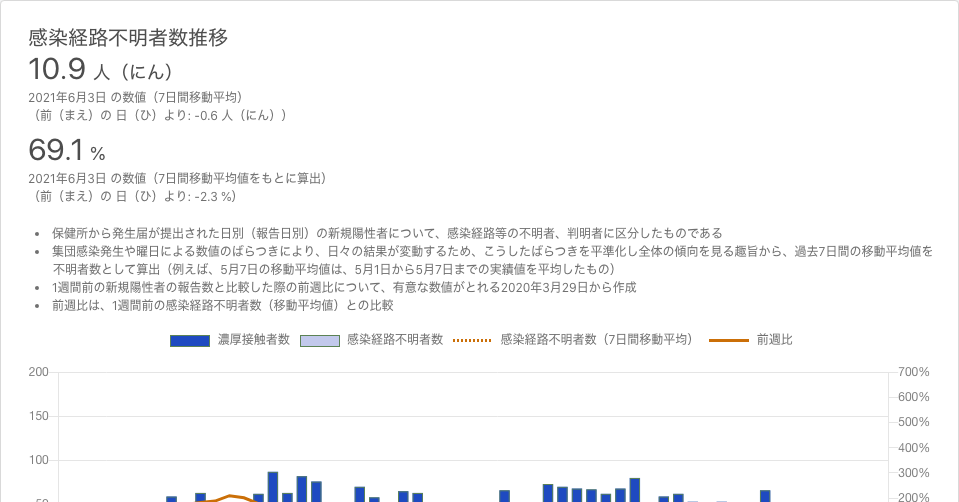 感染経路不明者数推移
10.9 人（にん）
2021年6月3日 の数値（7日間移動平均）
（前（まえ）の 日（ひ）より: -0.6 人（にん））
69.1 %
2021年6月3日 の数値（7日間移動平均値をもとに算出）
（前（まえ）の 日（ひ）より: -2.3 %）
• 保健所から発生届が提出された日別（報告日別）の新規陽性者について、感染経路等の不明者、判明者に区分したものである
• 集団感染発生や曜日による数値のばらつきにより、日々の結果が変動するため、こうしたばらつきを平準化し全体の傾向を見る趣旨から、過去7日間の移動平均値を
不明者数として算出（例えば、5月7日の移動平均値は、5月1日から5月7日までの実績値を平均したもの）
• 1週間前の新規陽性者の報告数と比較した際の前週比について、有意な数値がとれる2020年3月29日から作成
• 前週比は、1週間前の感染経路不明者数（移動平均値）との比較
濃厚接触者数 感染経路不明者数 感染経路不明者数（7日間移動平均） 前週比
200 700%
600%
150 500%
400%
100 300%
50 200%